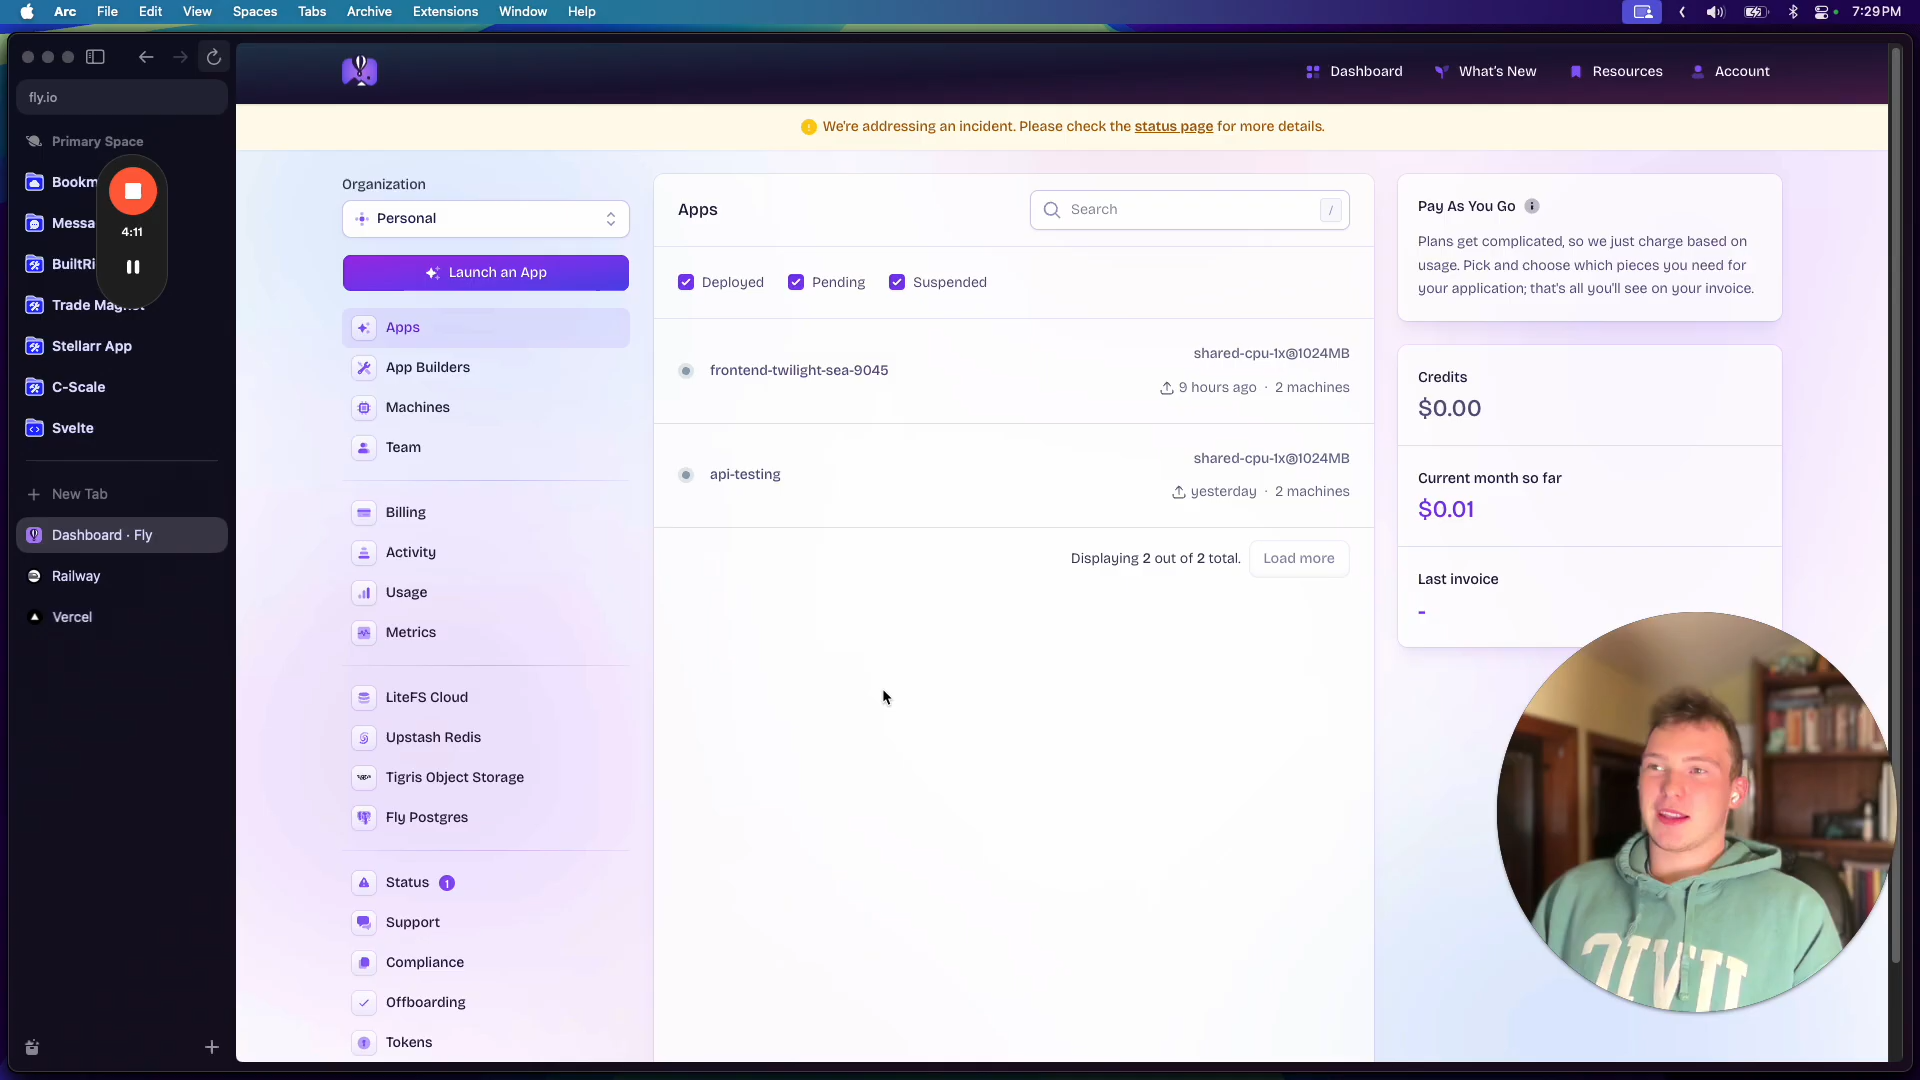 Arc File Edit View Spaces Tabs Archive Extensions Window Help
7:29 PM
fly.io
Primary Space
4:11
Stellarr App
C-Scale
Svelte
New Tab
Dashboard · Fly
Railway
Vercel
Dashboard What's New Resources Account
We're addressing an incident. Please check the status page for more details.
Organization
Personal
Launch an App
Apps
App Builders
Machines
Team
Billing
Activity
Usage
Metrics
LiteFS Cloud
Upstash Redis
Tigris Object Storage
Fly Postgres
Status 1
Support
Compliance
Offboarding
Tokens
Apps
Search /
Deployed Pending Suspended
frontend-twilight-sea-9045
shared-cpu-1x@1024MB
9 hours ago · 2 machines
api-testing
shared-cpu-1x@1024MB
yesterday · 2 machines
Displaying 2 out of 2 total. Load more
Pay As You Go
Plans get complicated, so we just charge based on
usage. Pick and choose which pieces you need for
your application; that's all you'll see on your invoice.
Credits
$0.00
Current month so far
$0.01
Last invoice
-